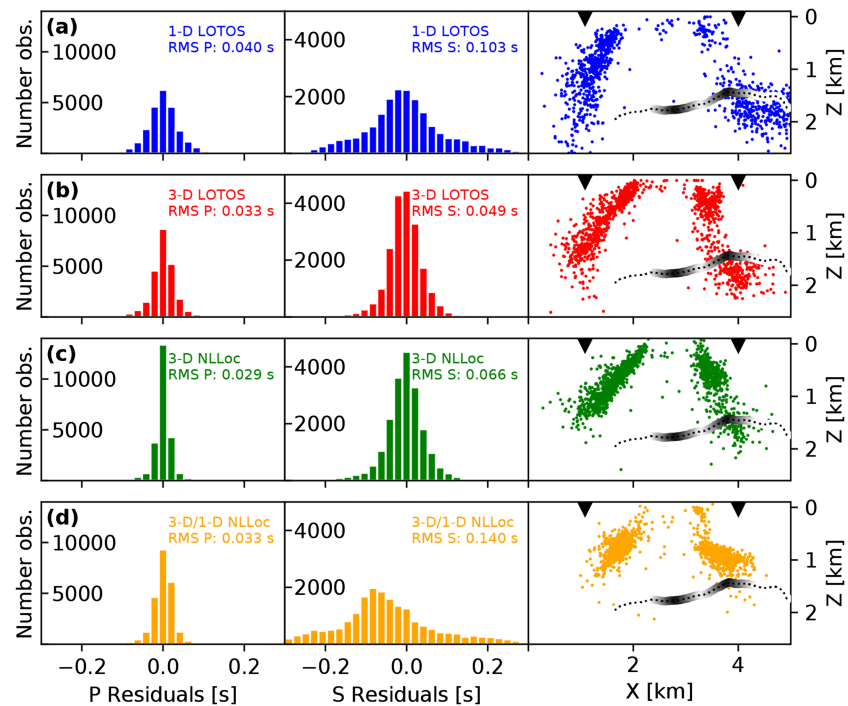 (a)
1-D LOTOS
RMS P: 0.040 s
1-D LOTOS
RMS S: 0.103 s
Number obs.
10000
5000
4000
2000
0
1
2
Z [km]
(b)
3-D LOTOS
RMS P: 0.033 s
3-D LOTOS
RMS S: 0.049 s
Number obs.
10000
5000
4000
2000
0
1
2
Z [km]
(c)
3-D NLLoc
RMS P: 0.029 s
3-D NLLoc
RMS S: 0.066 s
Number obs.
10000
5000
4000
2000
0
1
2
Z [km]
(d)
3-D/1-D NLLoc
RMS P: 0.033 s
3-D/1-D NLLoc
RMS S: 0.140 s
Number obs.
10000
5000
4000
2000
0
1
2
Z [km]
−0.2 0.0 0.2
−0.2 0.0 0.2
2 4
P Residuals [s]
S Residuals [s]
X [km]